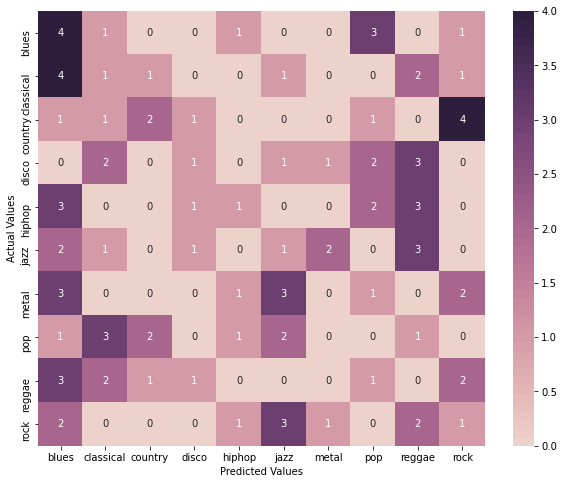 Actual Values
blues 4 1 0 0 1 0 0 3 0 1
classical 4 1 1 0 0 1 0 0 2 1
country 1 1 2 1 0 0 0 1 0 4
disco 0 2 0 1 0 1 1 2 3 0
hiphop 3 0 0 1 1 0 0 2 3 0
jazz 2 1 0 1 0 1 2 0 3 0
metal 3 0 0 0 1 3 0 1 0 2
pop 1 3 2 0 1 2 0 0 1 0
reggae 3 2 1 1 0 0 0 1 0 2
rock 2 0 0 0 1 3 1 0 2 1
blues classical country disco hiphop jazz metal pop reggae rock
Predicted Values
4.0
3.5
3.0
2.5
2.0
1.5
1.0
0.5
0.0